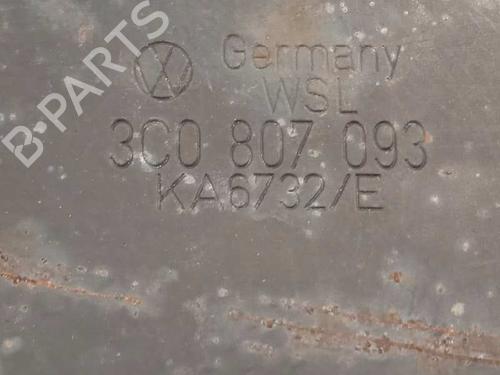 B-PARTS
Germany
WSL
3C0 807 093
KA6732/E